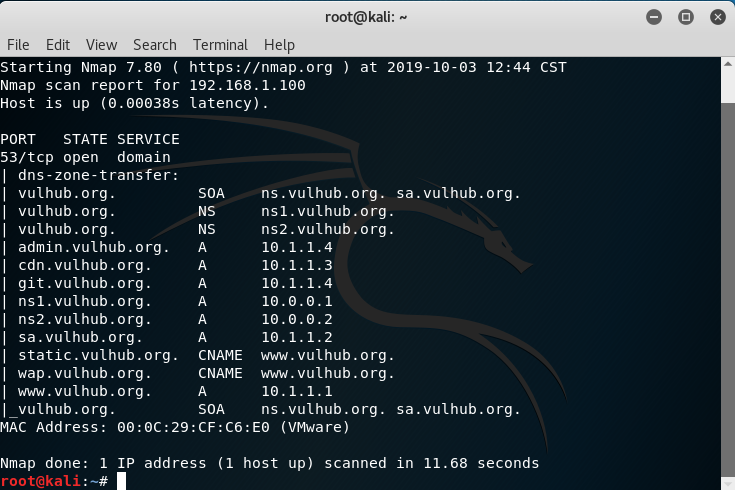 root@kali: ~
File Edit View Search Terminal Help
Starting Nmap 7.80 ( https://nmap.org ) at 2019-10-03 12:44 CST
Nmap scan report for 192.168.1.100
Host is up (0.00038s latency).
PORT   STATE SERVICE
53/tcp open  domain
| dns-zone-transfer:
| vulhub.org.         SOA    ns.vulhub.org. sa.vulhub.org.
| vulhub.org.         NS     ns1.vulhub.org.
| vulhub.org.         NS     ns2.vulhub.org.
| admin.vulhub.org.   A      10.1.1.4
| cdn.vulhub.org.     A      10.1.1.3
| git.vulhub.org.     A      10.1.1.4
| ns1.vulhub.org.     A      10.0.0.1
| ns2.vulhub.org.     A      10.0.0.2
| sa.vulhub.org.      A      10.1.1.2
| static.vulhub.org.  CNAME  www.vulhub.org.
| wap.vulhub.org.     CNAME  www.vulhub.org.
| www.vulhub.org.     A      10.1.1.1
|_vulhub.org.         SOA    ns.vulhub.org. sa.vulhub.org.
MAC Address: 00:0C:29:CF:C6:E0 (VMware)
Nmap done: 1 IP address (1 host up) scanned in 11.68 seconds
root@kali:~#